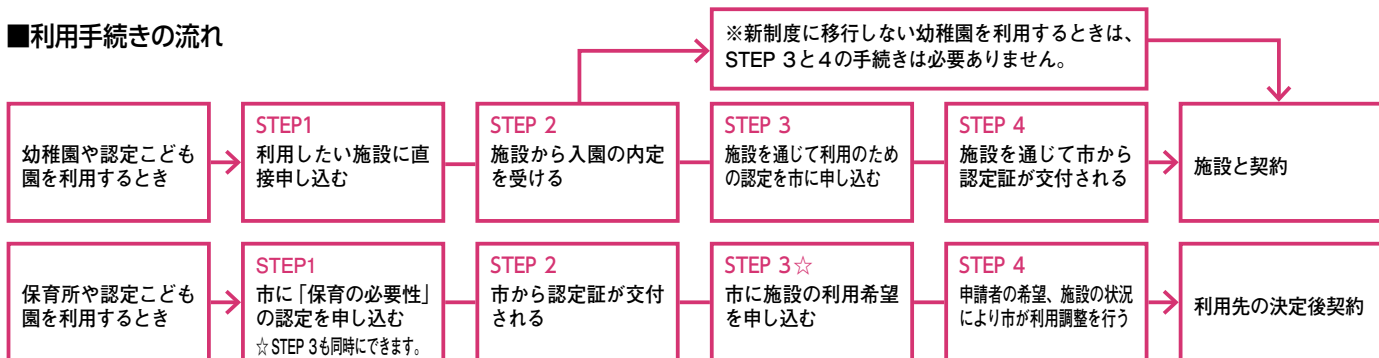 ■利用手続きの流れ
※新制度に移行しない幼稚園を利用するときは、
STEP 3と4の手続きは必要ありません。
幼稚園や認定こども
園を利用するとき
STEP1
利用したい施設に直
接申し込む
STEP 2
施設から入園の内定
を受ける
STEP 3
施設を通じて利用のため
の認定を市に申し込む
STEP 4
施設を通じて市から
認定証が交付される
施設と契約
保育所や認定こども
園を利用するとき
STEP1
市に「保育の必要性」
の認定を申し込む
☆STEP 3も同時にできます。
STEP 2
市から認定証が交付
される
STEP 3☆
市に施設の利用希望
を申し込む
STEP 4
申請者の希望、施設の状況
により市が利用調整を行う
利用先の決定後契約